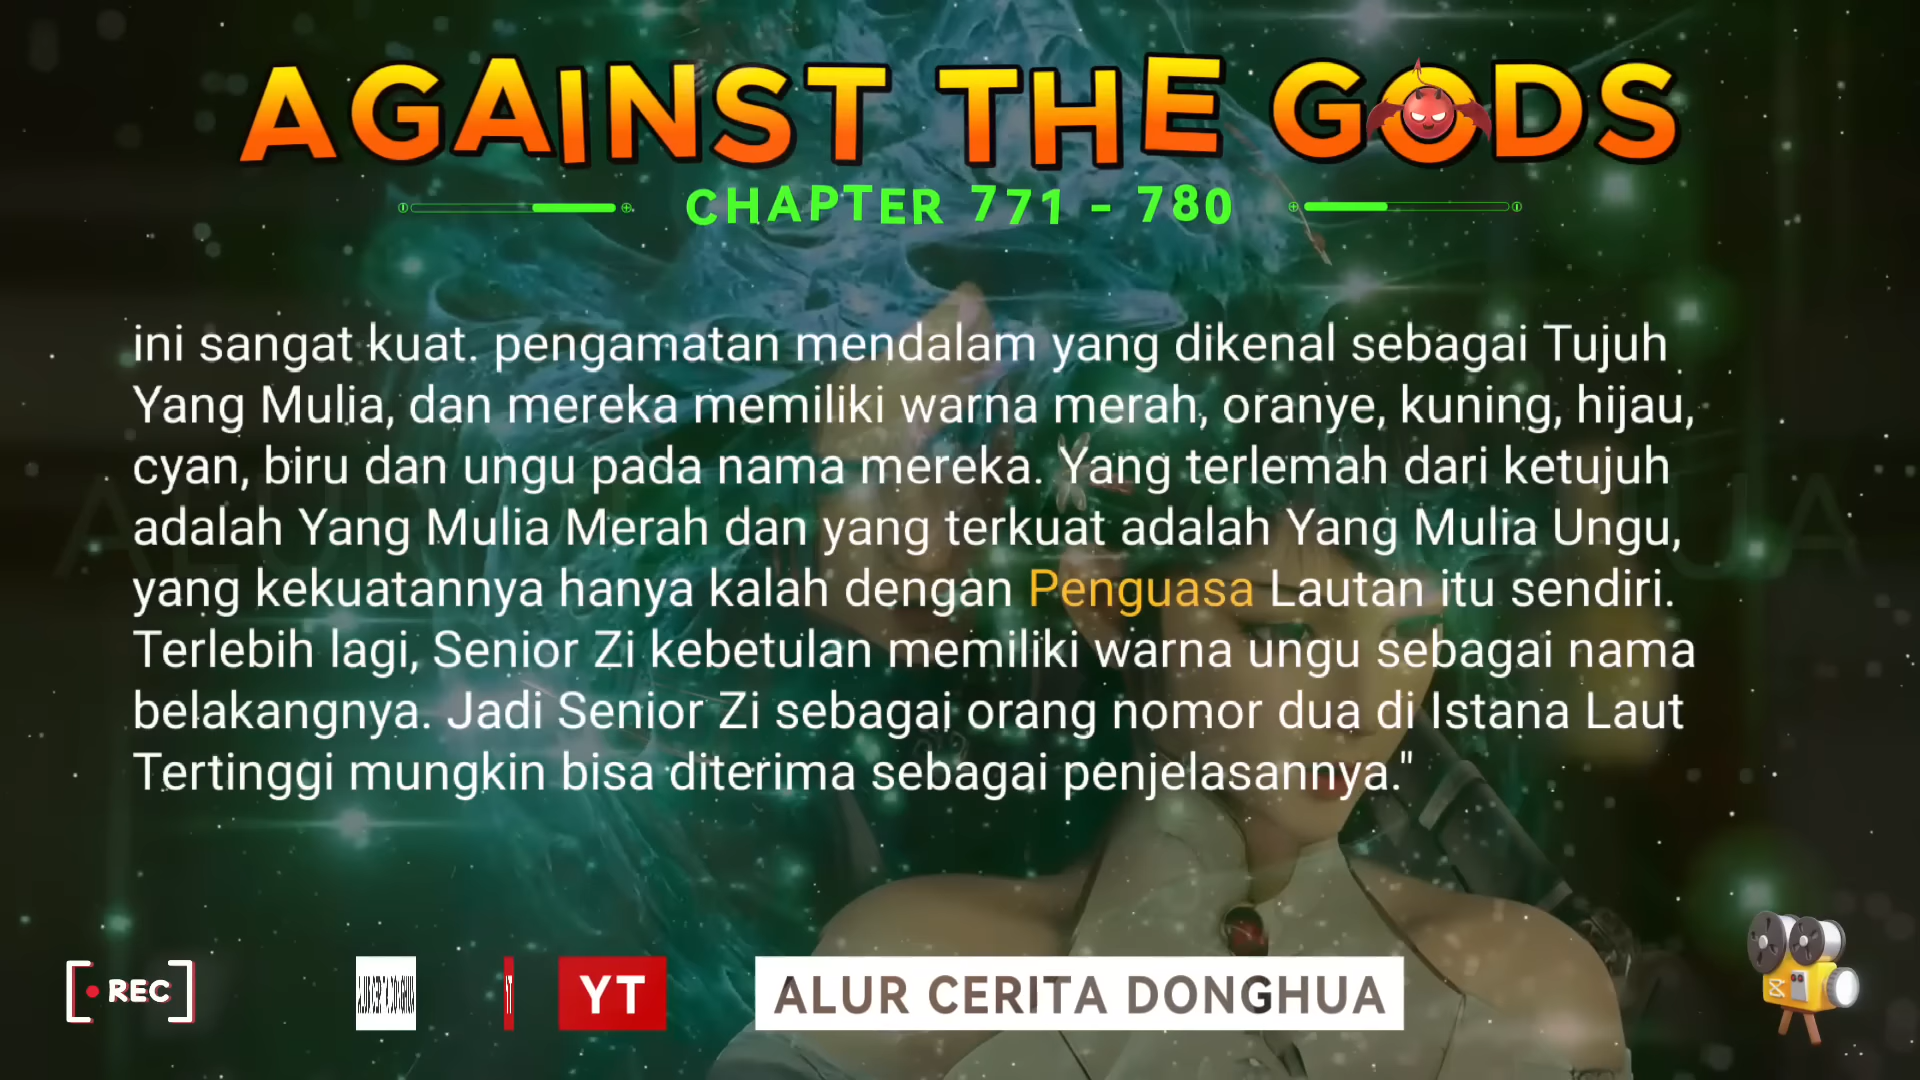 AGAINST THE GODS
CHAPTER 771 - 780
ini sangat kuat. pengamatan mendalam yang dikenal sebagai Tujuh
Yang Mulia, dan mereka memiliki warna merah, oranye, kuning, hijau,
cyan, biru dan ungu pada nama mereka. Yang terlemah dari ketujuh
adalah Yang Mulia Merah dan yang terkuat adalah Yang Mulia Ungu,
yang kekuatannya hanya kalah dengan Penguasa Lautan itu sendiri.
Terlebih lagi, Senior Zi kebetulan memiliki warna ungu sebagai nama
belakangnya. Jadi Senior Zi sebagai orang nomor dua di Istana Laut
Tertinggi mungkin bisa diterima sebagai penjelasannya."
REC
ALUR CERITA DONGHUA
YT
YT
ALUR CERITA DONGHUA